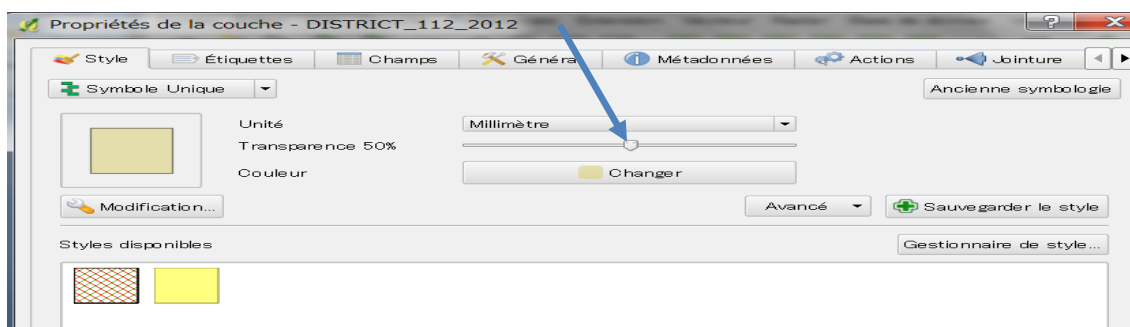 Propriétés de la couche - DISTRICT_112_2012
Style Étiquettes Champs Généra Métadonnées Actions Jointure
Symbole Unique Ancienne symbologie
Unité Millimètre
Transparence 50%
Couleur Changer
Modification... Avancé Sauvegarder le style
Styles disponibles Gestionnaire de style...